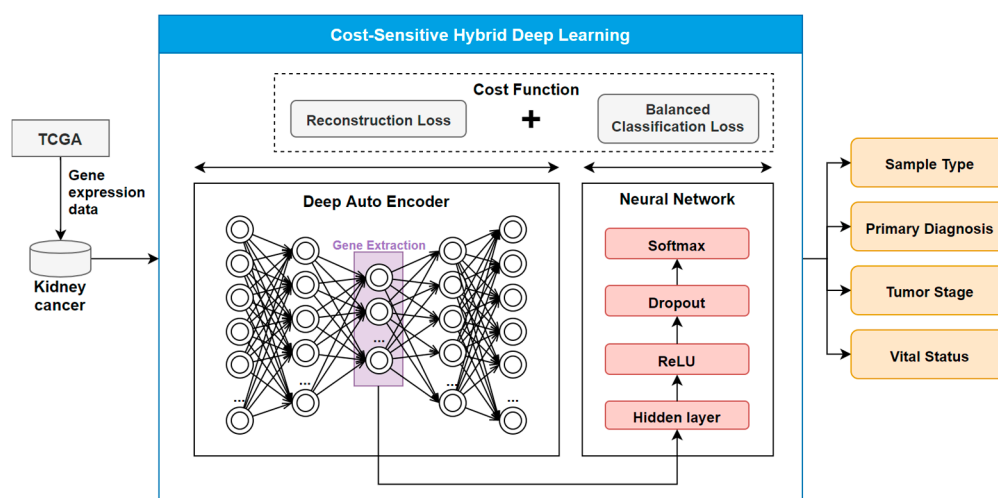 Cost-Sensitive Hybrid Deep Learning
Cost Function
Reconstruction Loss
+
Balanced
Classification Loss
TCGA
Gene
expression
data
Kidney
cancer
Deep Auto Encoder
Gene Extraction
...
...
...
...
...
Neural Network
Softmax
Dropout
ReLU
Hidden layer
Sample Type
Primary Diagnosis
Tumor Stage
Vital Status